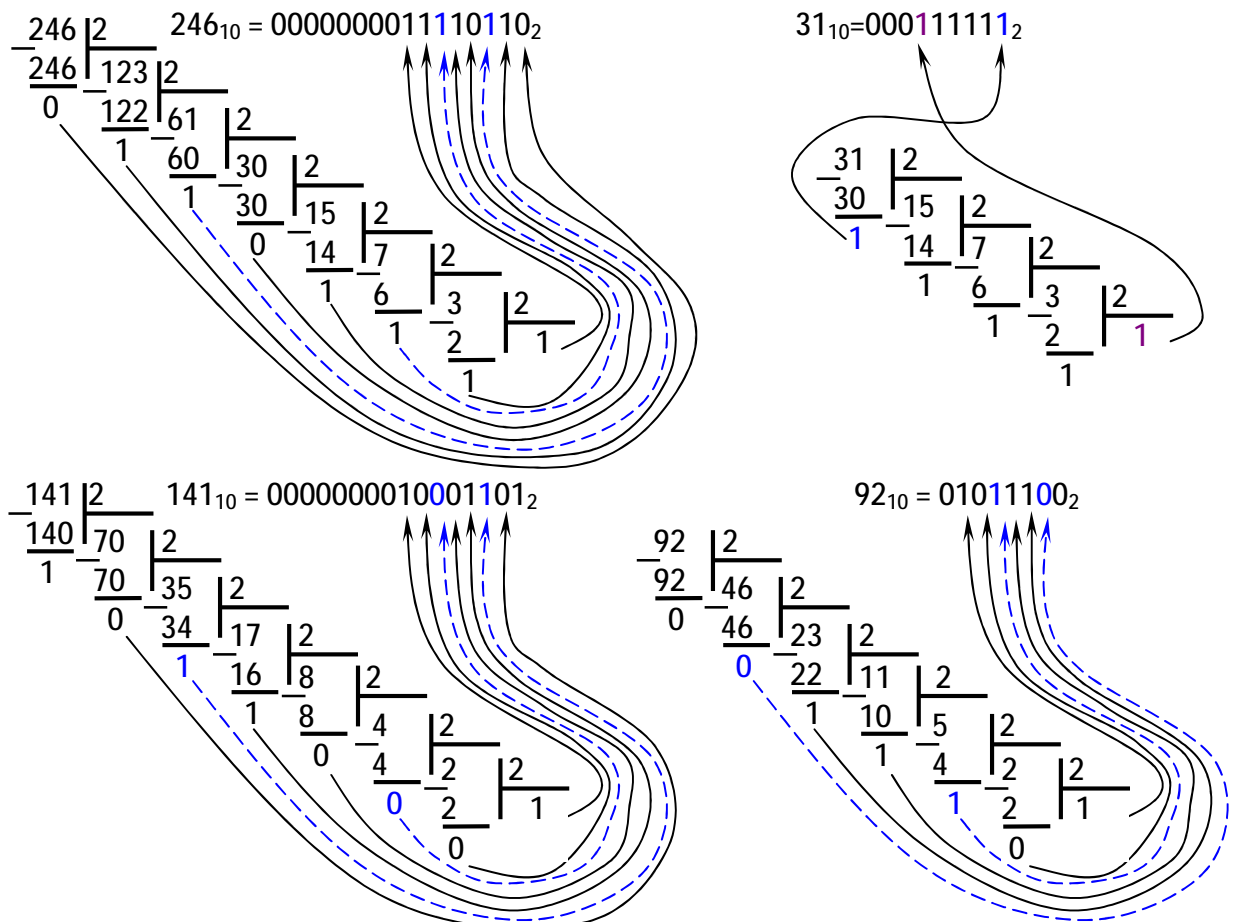 246₁₀ = 0000000011110110₂
246 2
246 123 2
0 122 61 2
1 60 30 2
1 30 15 2
0 14 7 2
1 6 3 2
1 2 1
1
31₁₀=000111111₂
31 2
30 15 2
1 14 7 2
1 6 3 2
1 2 1
1
141₁₀ = 0000000010001101₂
141 2
140 70 2
1 70 35 2
0 34 17 2
1 16 8 2
1 8 4 2
0 4 2 2
0 2 1
0
92₁₀ = 01011100₂
92 2
92 46 2
0 46 23 2
0 22 11 2
1 10 5 2
1 4 2 2
1 2 1
0